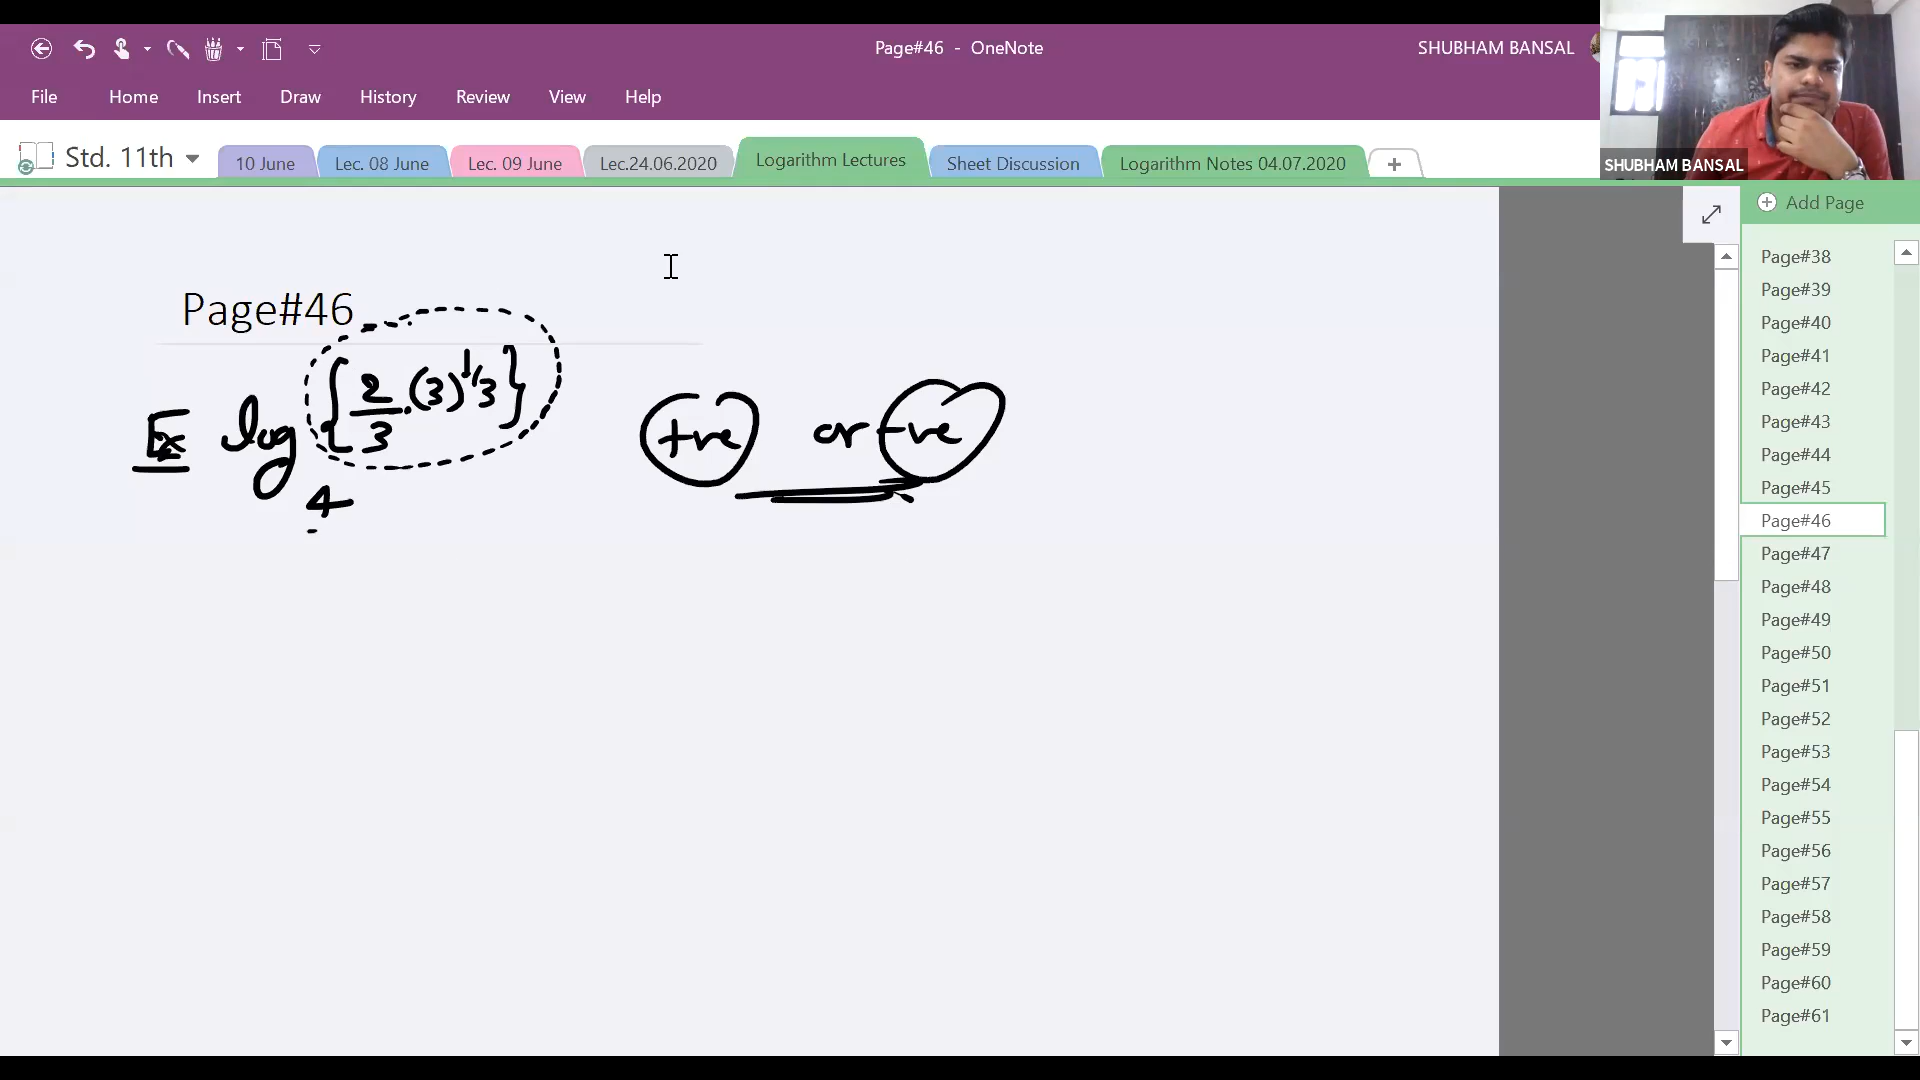 Page#46 - OneNote
SHUBHAM BANSAL
File Home Insert Draw History Review View Help
SHUBHAM BANSAL
Std. 11th
10 June
Lec. 08 June
Lec. 09 June
Lec.24.06.2020
Logarithm Lectures
Sheet Discussion
Logarithm Notes 04.07.2020
+
Add Page
Page#46
Ex log₄ {2/3 . (3)^1/3} +ve or -ve
Page#38
Page#39
Page#40
Page#41
Page#42
Page#43
Page#44
Page#45
Page#46
Page#47
Page#48
Page#49
Page#50
Page#51
Page#52
Page#53
Page#54
Page#55
Page#56
Page#57
Page#58
Page#59
Page#60
Page#61